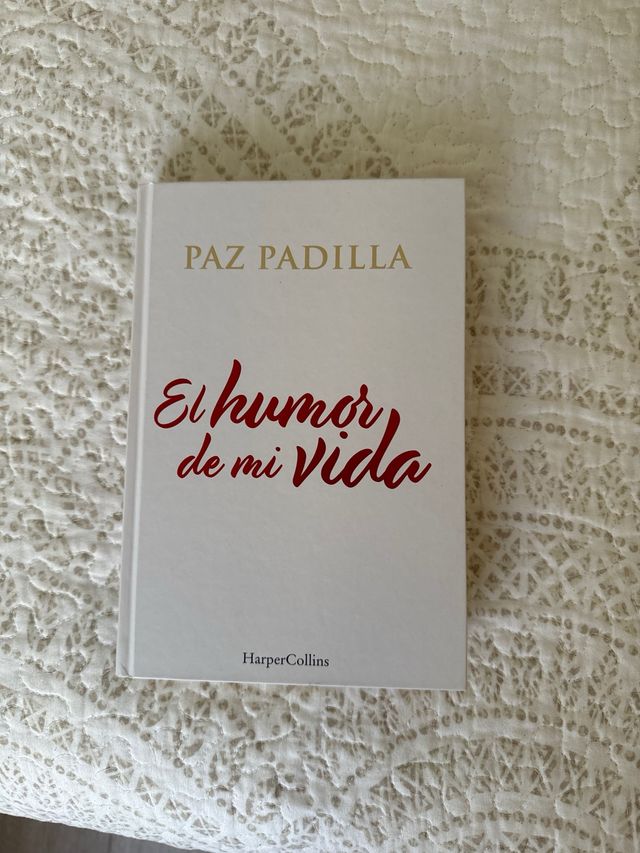 PAZ PADILLA
El humor
de mi vida
HarperCollins